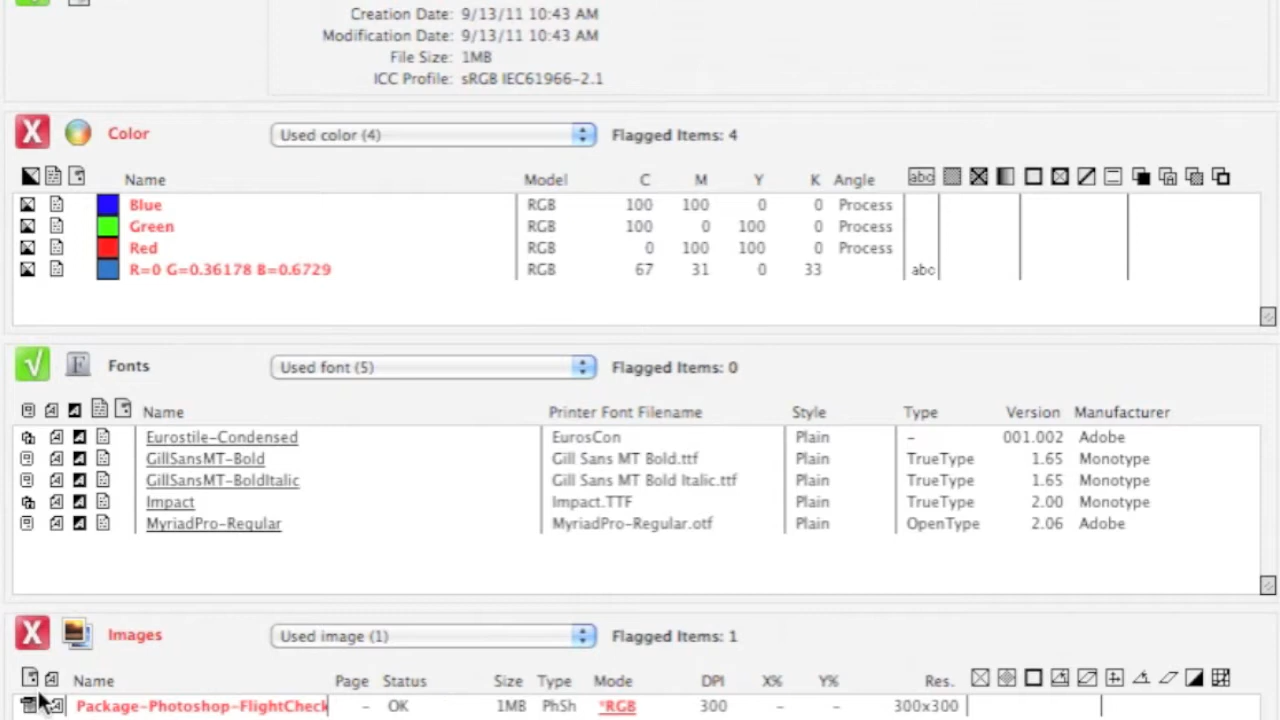 Creation Date: 9/13/11 10:43 AM
Modification Date: 9/13/11 10:43 AM
File Size: 1MB
ICC Profile: sRGB IEC61966-2.1
X Color Used color (4) Flagged Items: 4
Name Model C M Y K Angle abc
Blue RGB 100 100 0 0 Process
Green RGB 100 0 100 0 Process
Red RGB 0 100 100 0 Process
R=0 G=0.36178 B=0.6729 RGB 67 31 0 33 abc
√ F Fonts Used font (5) Flagged Items: 0
Name Printer Font Filename Style Type Version Manufacturer
Eurostile-Condensed EurosCon Plain - 001.002 Adobe
GillSansMT-Bold Gill Sans MT Bold.ttf Plain TrueType 1.65 Monotype
GillSansMT-BoldItalic Gill Sans MT Bold Italic.ttf Plain TrueType 1.65 Monotype
Impact Impact.TTF Plain TrueType 2.00 Monotype
MyriadPro-Regular MyriadPro-Regular.otf Plain OpenType 2.06 Adobe
X Images Used image (1) Flagged Items: 1
Name Page Status Size Type Mode DPI X% Y% Res.
Package-Photoshop-FlightCheck - OK 1MB PhSh *RGB 300 - - 300x300